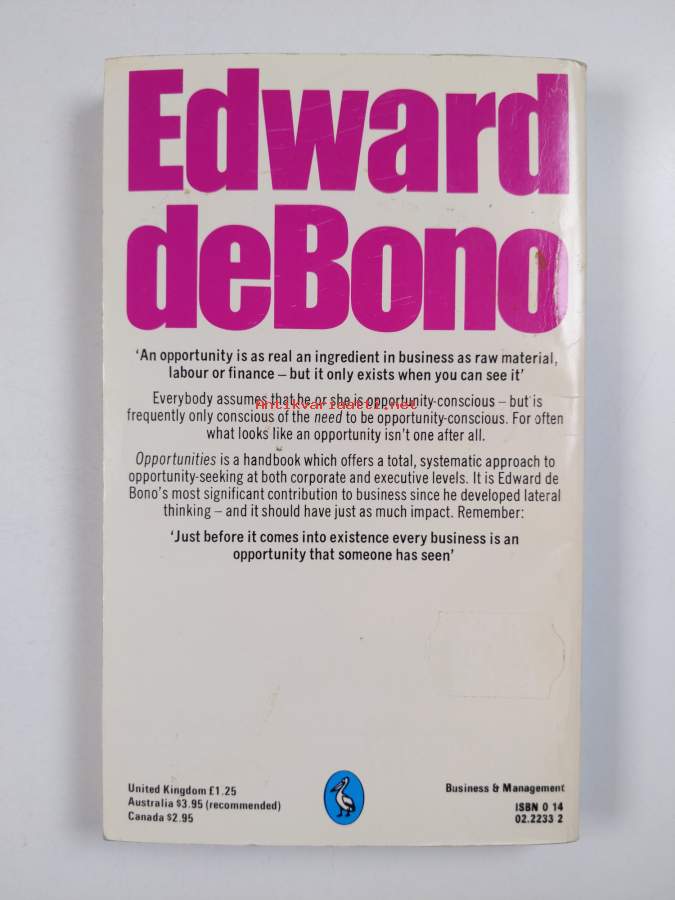 Edward
deBono
‘An opportunity is as real an ingredient in business as raw material,
labour or finance – but it only exists when you can see it’
Everybody assumes that he or she is opportunity-conscious – but is
Antikvariaatti.net
frequently only conscious of the need to be opportunity-conscious. For often
what looks like an opportunity isn’t one after all.
Opportunities is a handbook which offers a total, systematic approach to
opportunity-seeking at both corporate and executive levels. It is Edward de
Bono’s most significant contribution to business since he developed lateral
thinking – and it should have just as much impact. Remember:
‘Just before it comes into existence every business is an
opportunity that someone has seen’
United Kingdom £1.25
Australia $3.95 (recommended)
Canada $2.95
Business & Management
ISBN 0 14
02.2233 2